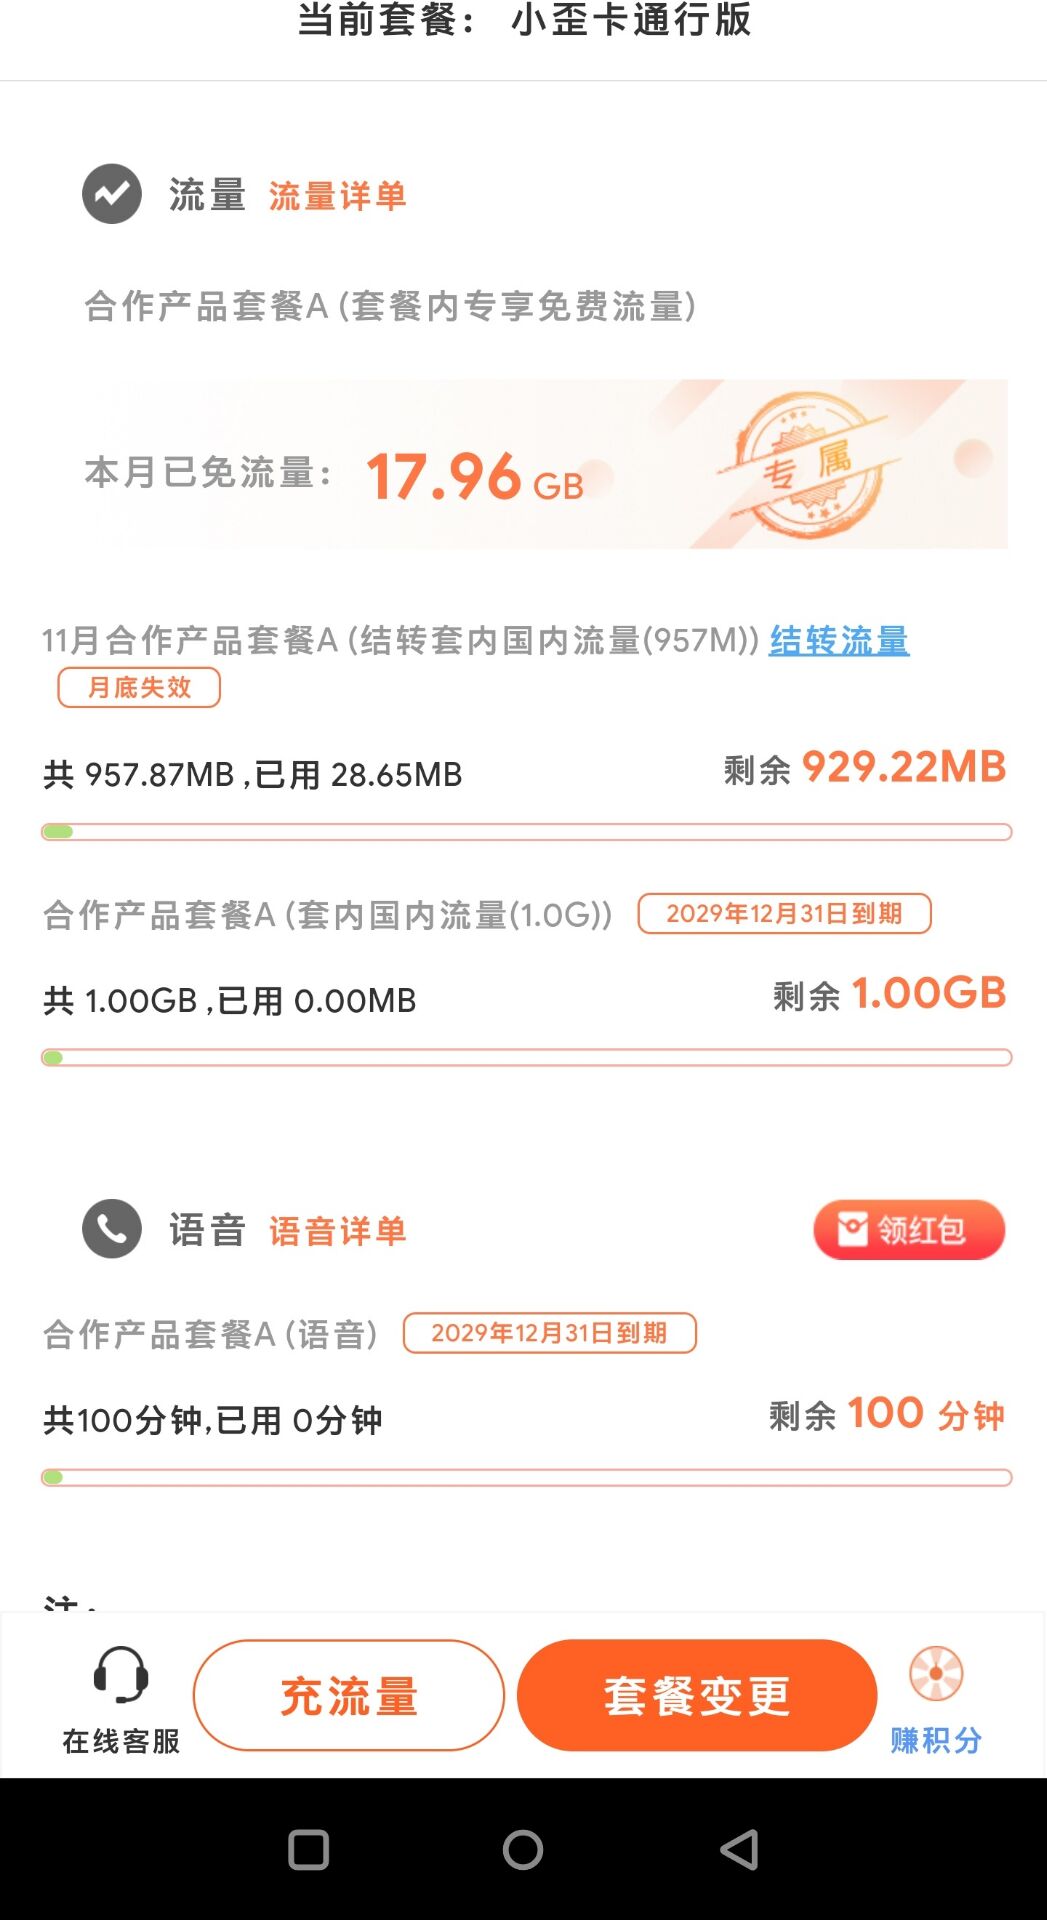 当前套餐： 小歪卡通行版
流量 流量详单
合作产品套餐A (套餐内专享免费流量)
本月已免流量： 17.96 GB
专属
11月合作产品套餐A (结转套内国内流量(957M)) 结转流量
月底失效
共 957.87MB ,已用 28.65MB 剩余 929.22MB
合作产品套餐A (套内国内流量(1.0G)) 2029年12月31日到期
共 1.00GB ,已用 0.00MB 剩余 1.00GB
语音 语音详单 领红包
合作产品套餐A (语音) 2029年12月31日到期
共100分钟,已用 0分钟 剩余 100 分钟
注：
在线客服 充流量 套餐变更 赚积分